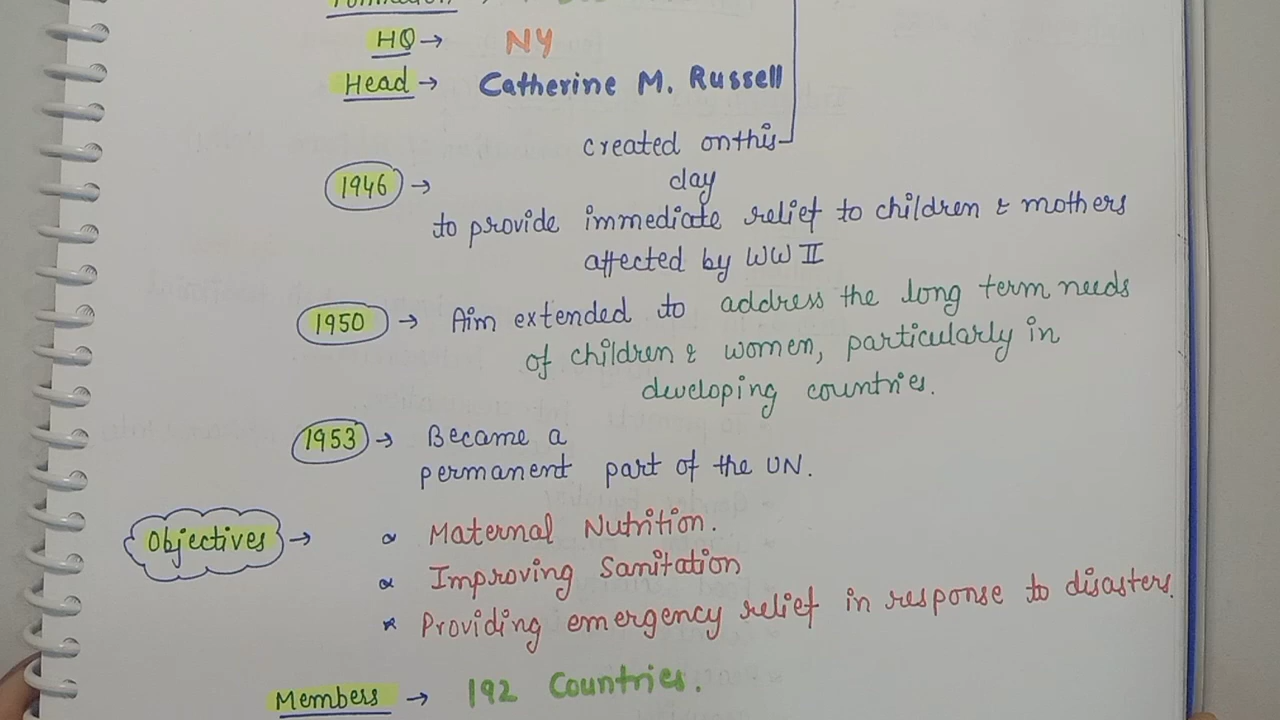 HQ → NY
Head → Catherine M. Russell
created on this
day
1946 →
to provide immediate relief to children & mothers
affected by WW II
1950 → Aim extended to address the long term needs
of children & women, particularly in
developing countries.
1953 → Became a
permanent part of the UN.
Objectives → * Maternal Nutrition.
* Improving Sanitation
* Providing emergency relief in response to disasters.
Members → 192 Countries.